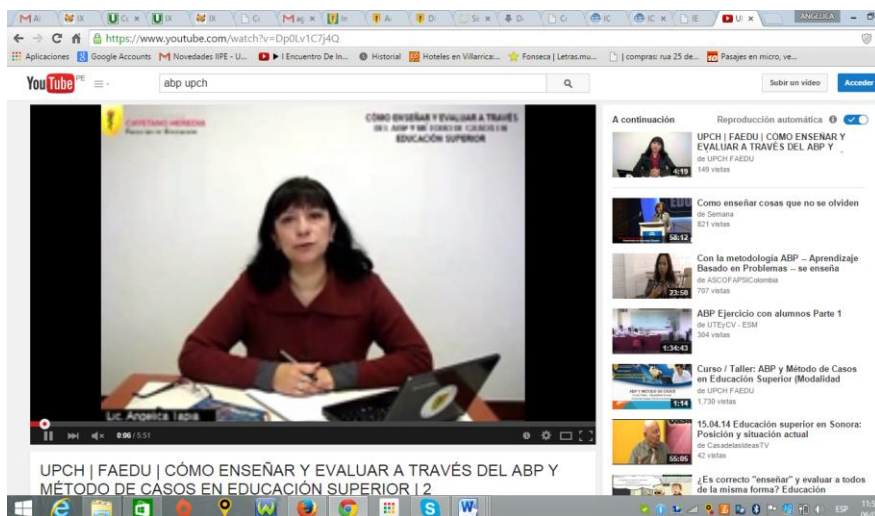 ANGELICA
https://www.youtube.com/watch?v=Dp0Lv1C7j4Q
Aplicaciones Google Accounts Novedades IIPE - U... I Encuentro De In... Historial Hoteles en Villarrica:... Fonseca | Letras.mu... | compras: rua 25 de... Pasajes en micro, ve...
YouTube PE
abp upch
Subir un vídeo
Acceder
CAYETANO HEREDIA
CÓMO ENSEÑAR Y EVALUAR A TRAVÉS
DEL ABP Y METODO DE CASOS EN
EDUCACIÓN SUPERIOR
Lic. Angelica Tapia
0:06 / 5:51
UPCH | FAEDU | CÓMO ENSEÑAR Y EVALUAR A TRAVÉS DEL ABP Y
MÉTODO DE CASOS EN EDUCACIÓN SUPERIOR | 2
A continuación
Reproducción automática
UPCH | FAEDU | CÓMO ENSEÑAR Y
EVALUAR A TRAVÉS DEL ABP Y
de UPCH FAEDU
149 vistas
4:19
Como enseñar cosas que no se olviden
de Semana
821 vistas
58:12
Con la metodología ABP – Aprendizaje
Basado en Problemas – se enseña
de ASCOFAPSIColombia
707 vistas
23:50
ABP Ejercicio con alumnos Parte 1
de UTEyCV - ESM
304 vistas
1:34:43
Curso / Taller: ABP y Método de Casos
en Educación Superior (Modalidad
de UPCH FAEDU
1,730 vistas
1:14
15.04.14 Educación superior en Sonora:
Posición y situación actual
de CasadelasIdeasTV
42 vistas
55:05
¿Es correcto "enseñar" y evaluar a todos
de la misma forma? Educación
ESP